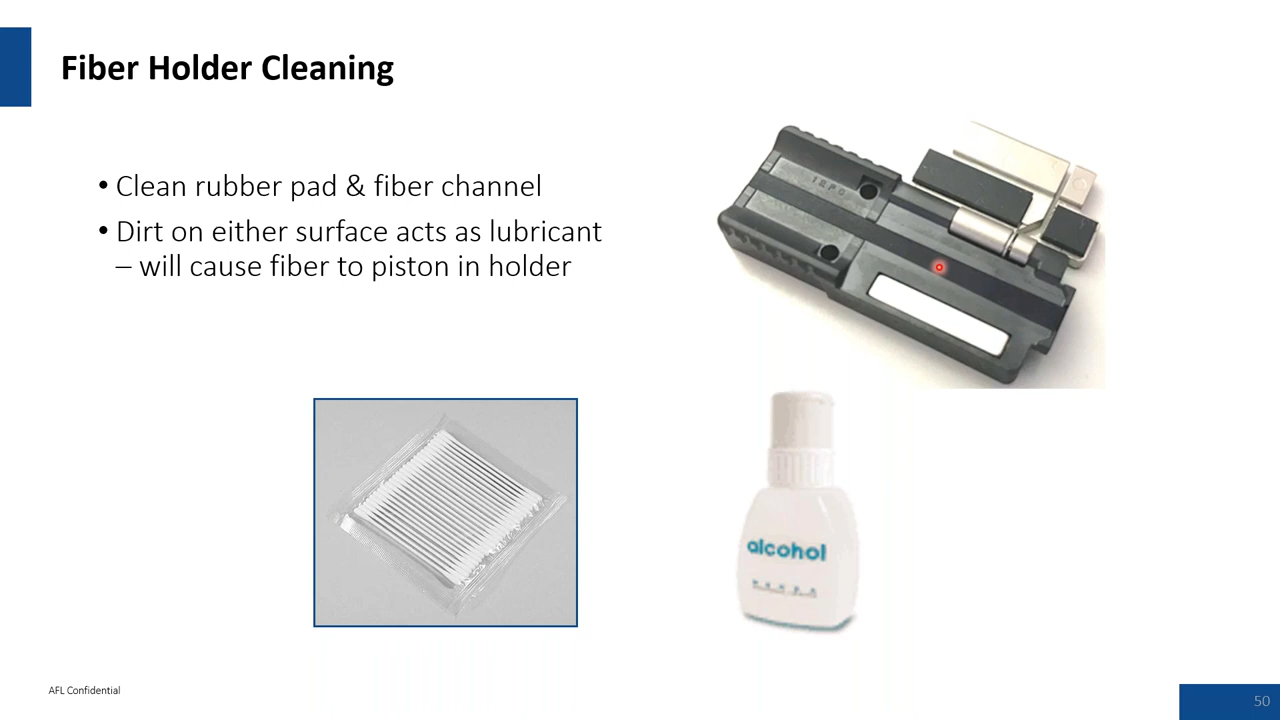 Fiber Holder Cleaning
• Clean rubber pad & fiber channel
• Dirt on either surface acts as lubricant
– will cause fiber to piston in holder
alcohol
AFL Confidential
50